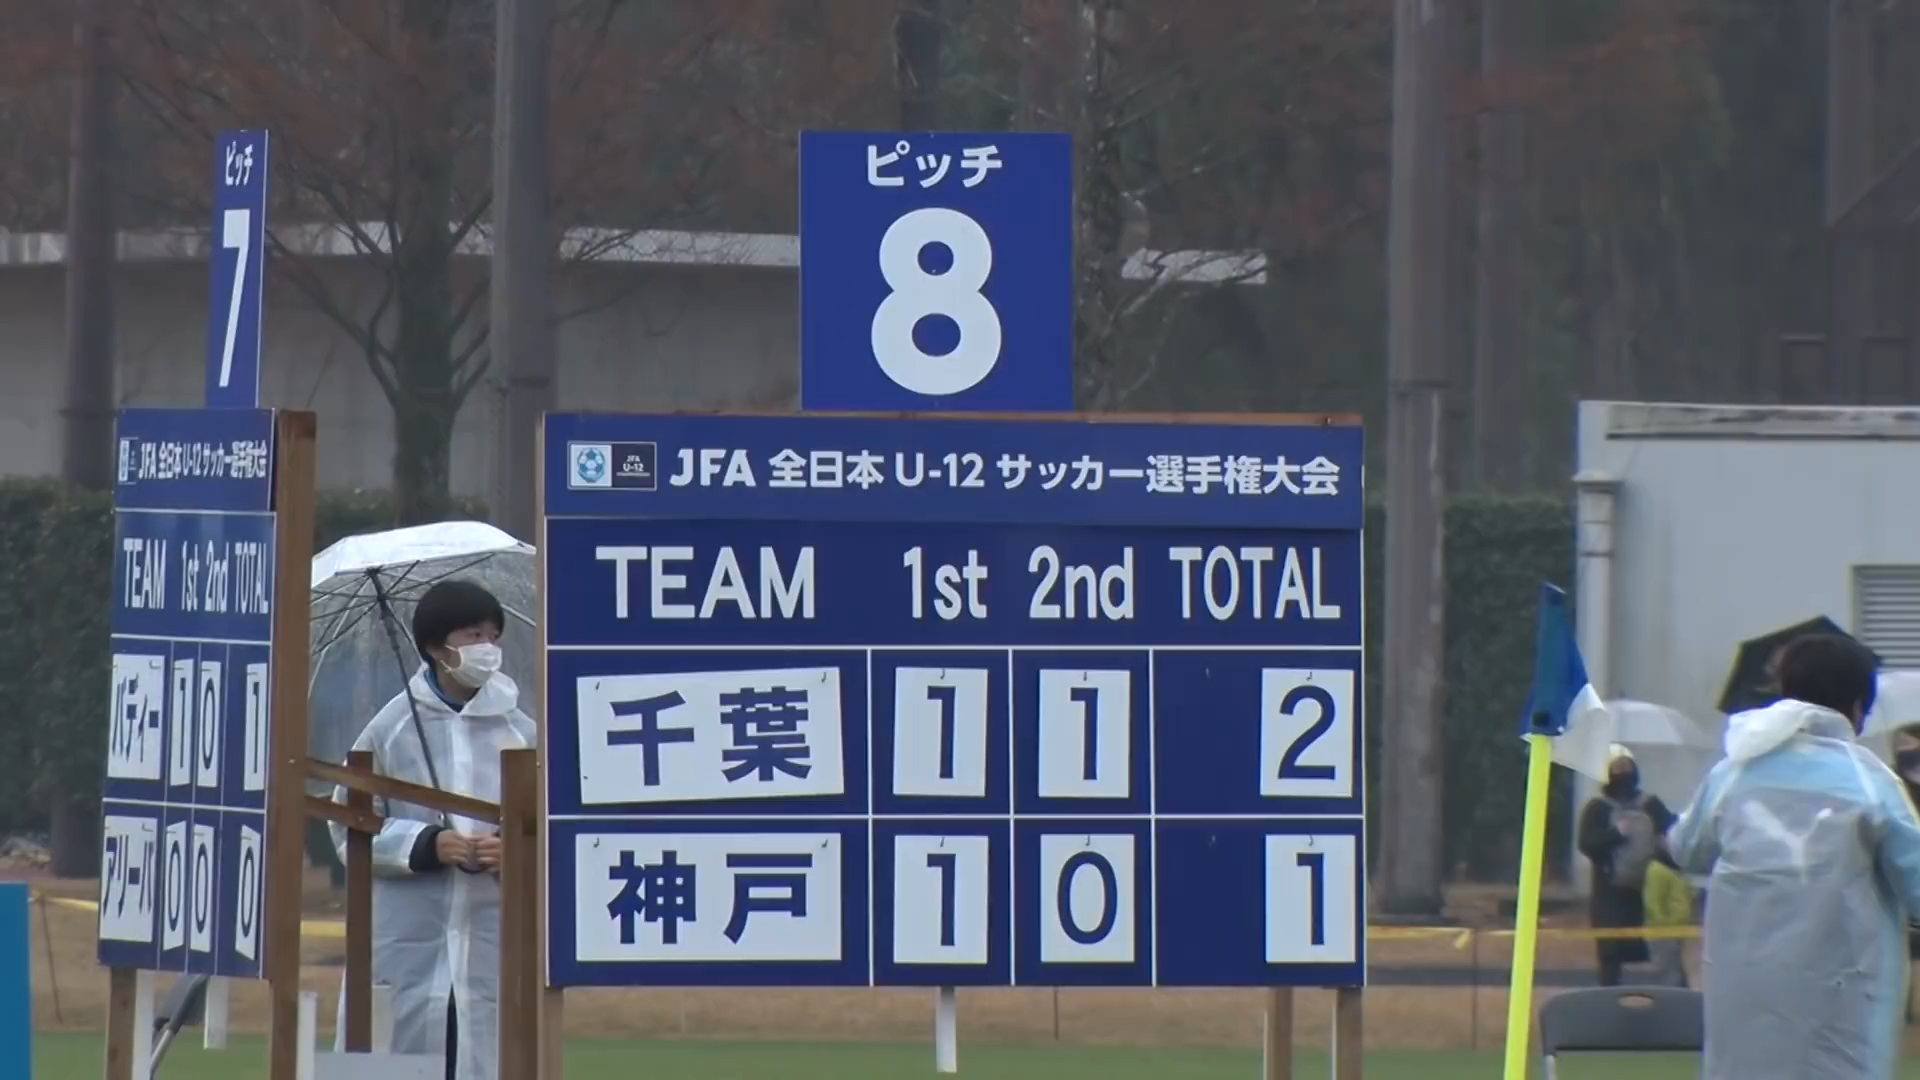 ピッチ
7
JFA 全日本 U-12 サッカー選手権大会
TEAM 1st 2nd TOTAL
バディー 1 0 1
アリーバ 0 0 0
ピッチ
8
JFA U-12
JFA 全日本 U-12 サッカー選手権大会
TEAM 1st 2nd TOTAL
千葉 1 1 2
神戸 1 0 1